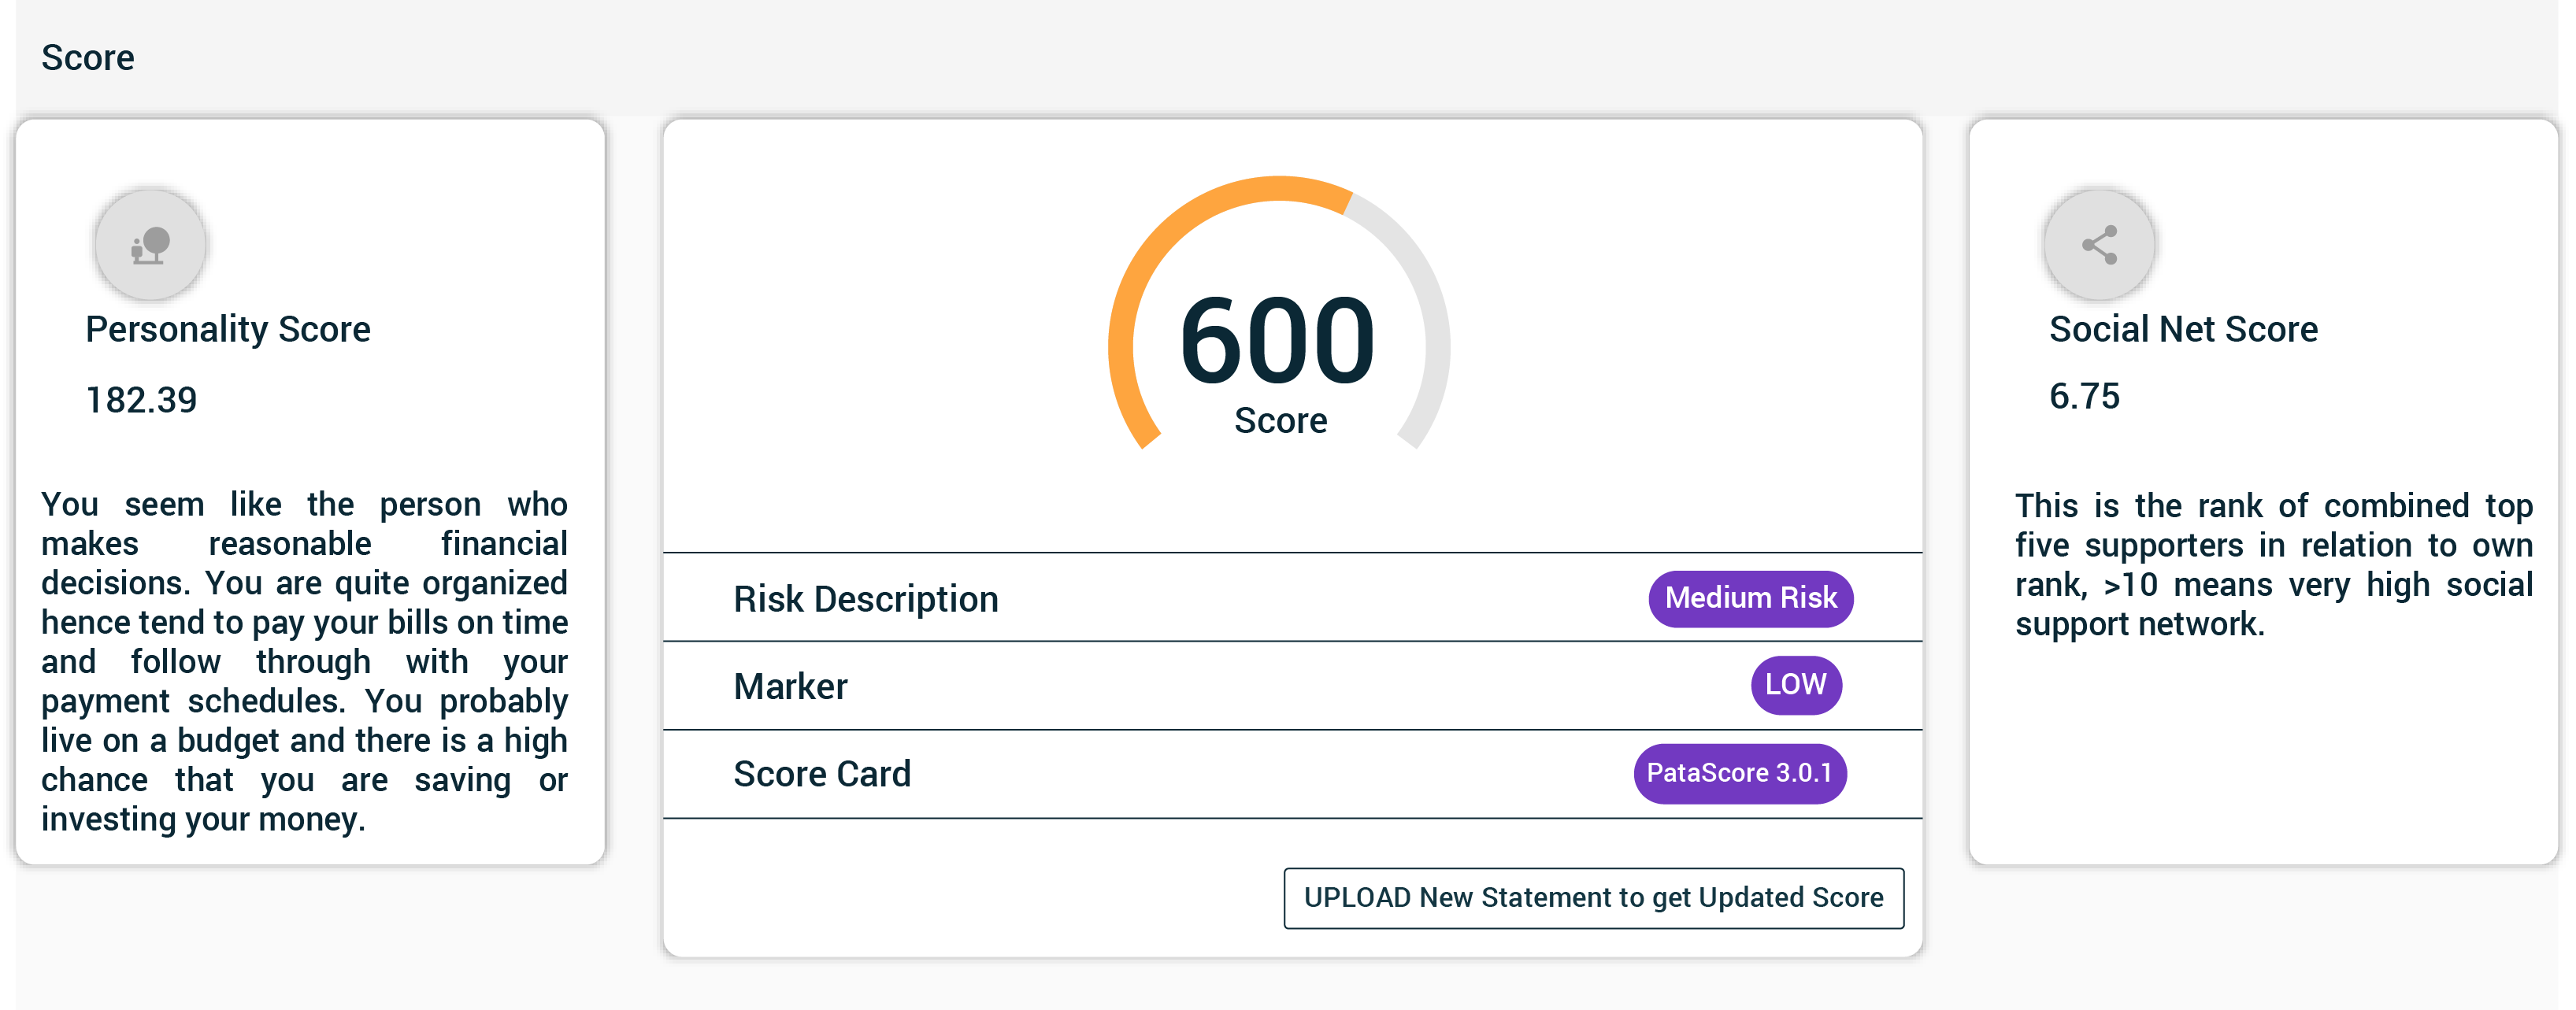 Score
Personality Score
182.39
You seem like the person who
makes reasonable financial
decisions. You are quite organized
hence tend to pay your bills on time
and follow through with your
payment schedules. You probably
live on a budget and there is a high
chance that you are saving or
investing your money.
600
Score
Risk Description
Medium Risk
Marker
LOW
Score Card
PataScore 3.0.1
UPLOAD New Statement to get Updated Score
Social Net Score
6.75
This is the rank of combined top
five supporters in relation to own
rank, >10 means very high social
support network.